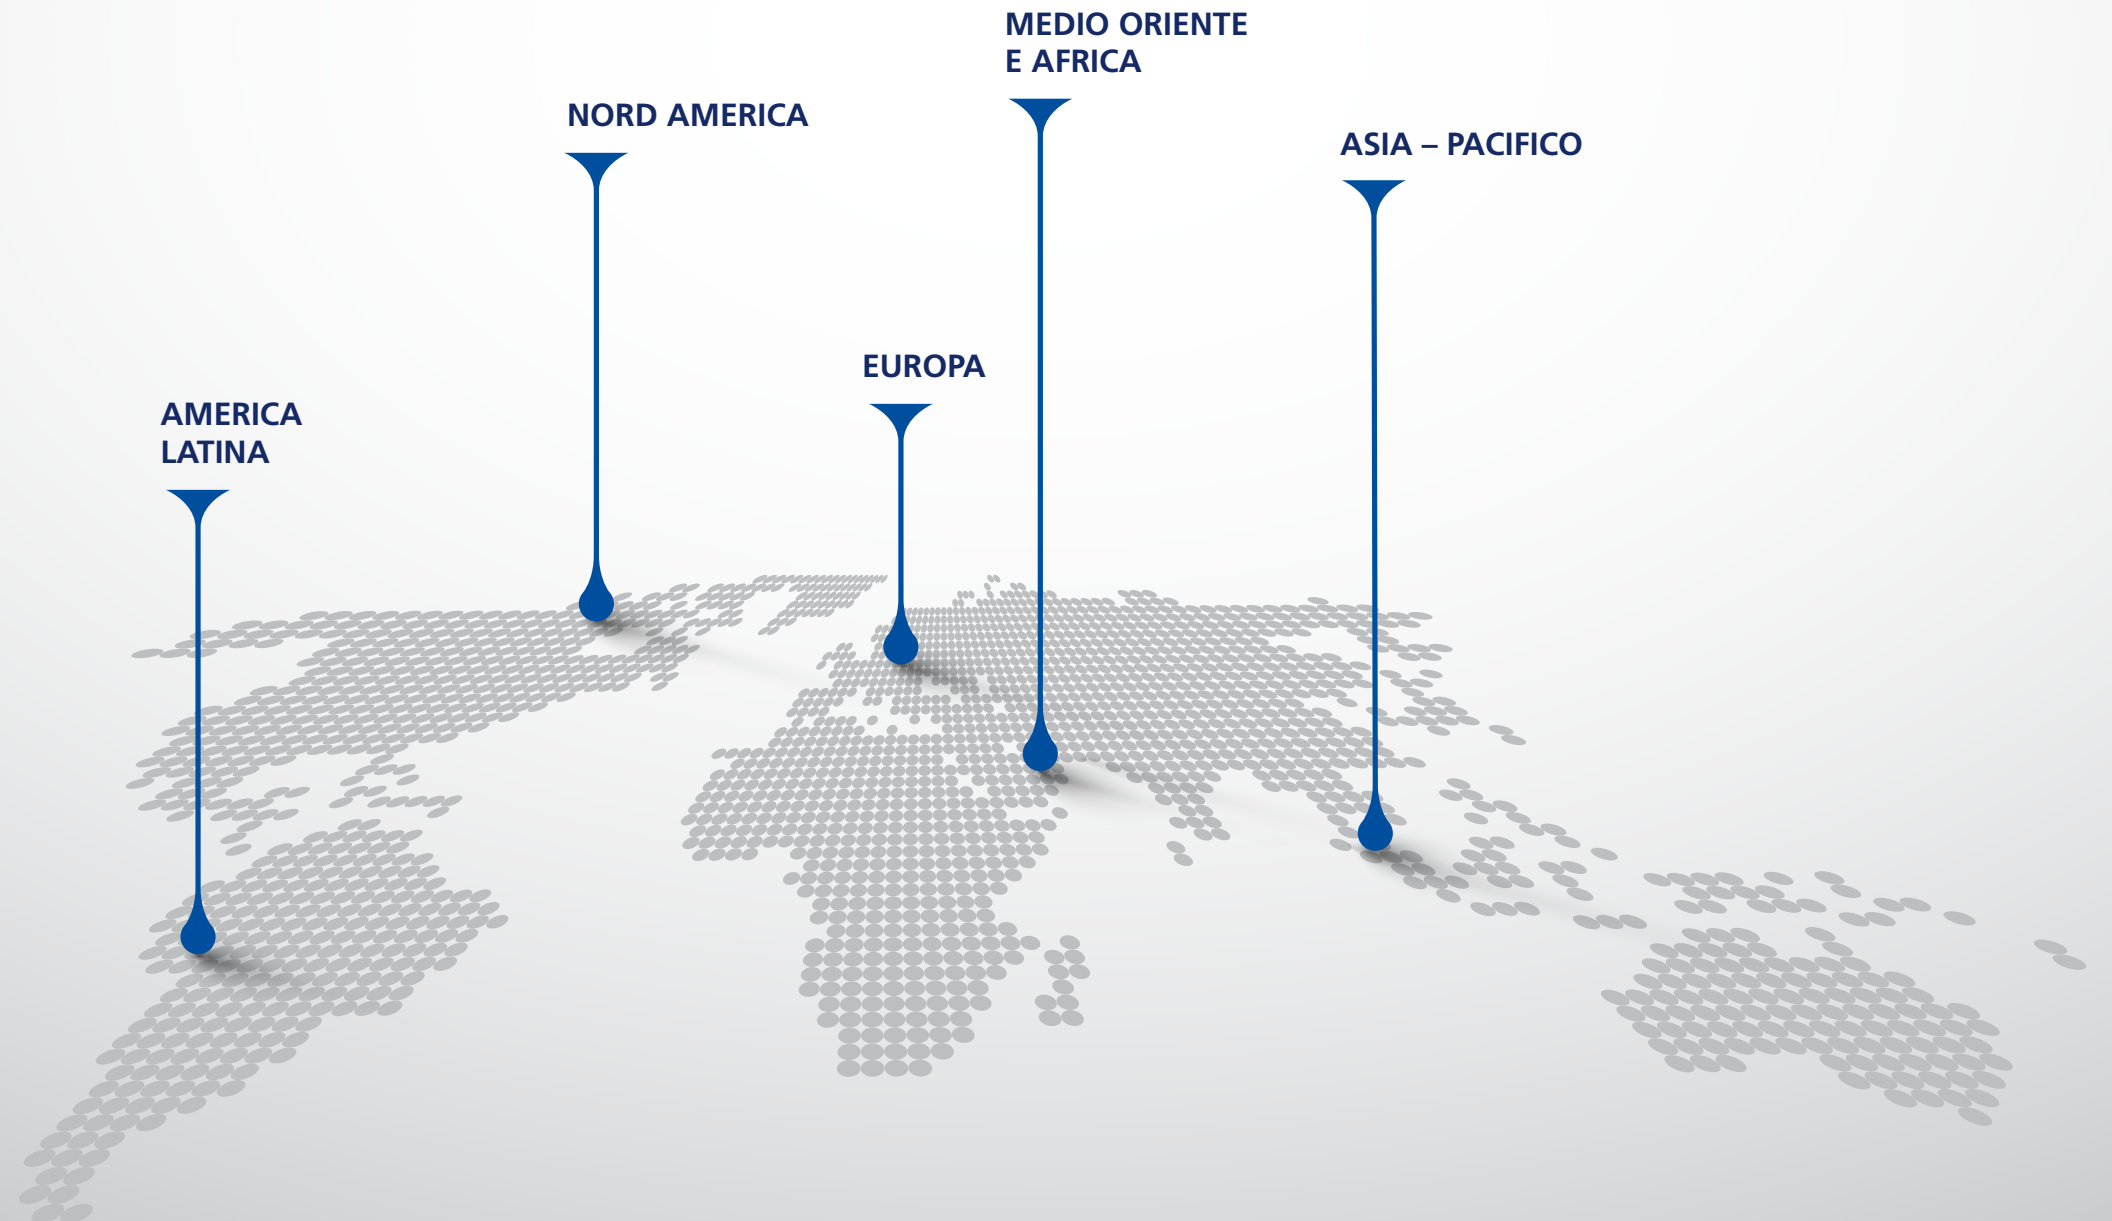 MEDIO ORIENTE
E AFRICA
NORD AMERICA
ASIA – PACIFICO
EUROPA
AMERICA
LATINA